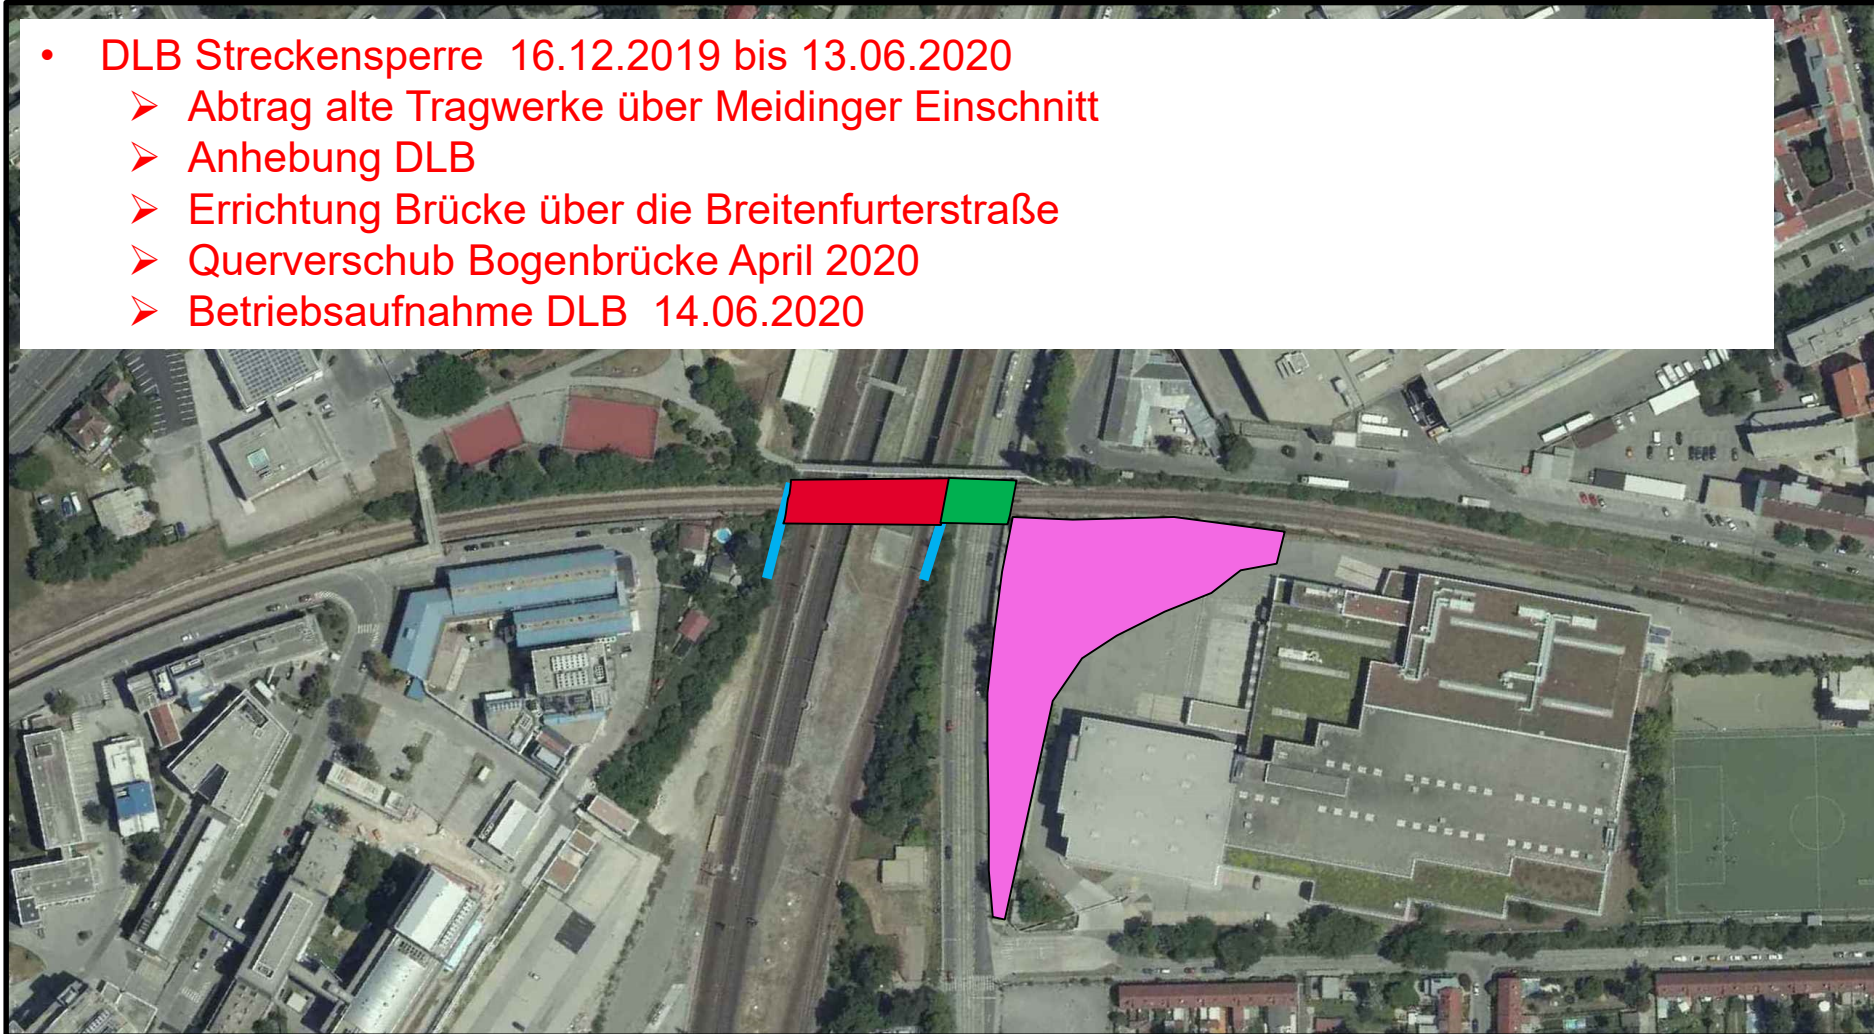 • DLB Streckensperre 16.12.2019 bis 13.06.2020
➢ Abtrag alte Tragwerke über Meidinger Einschnitt
➢ Anhebung DLB
➢ Errichtung Brücke über die Breitenfurterstraße
➢ Querverschub Bogenbrücke April 2020
➢ Betriebsaufnahme DLB 14.06.2020